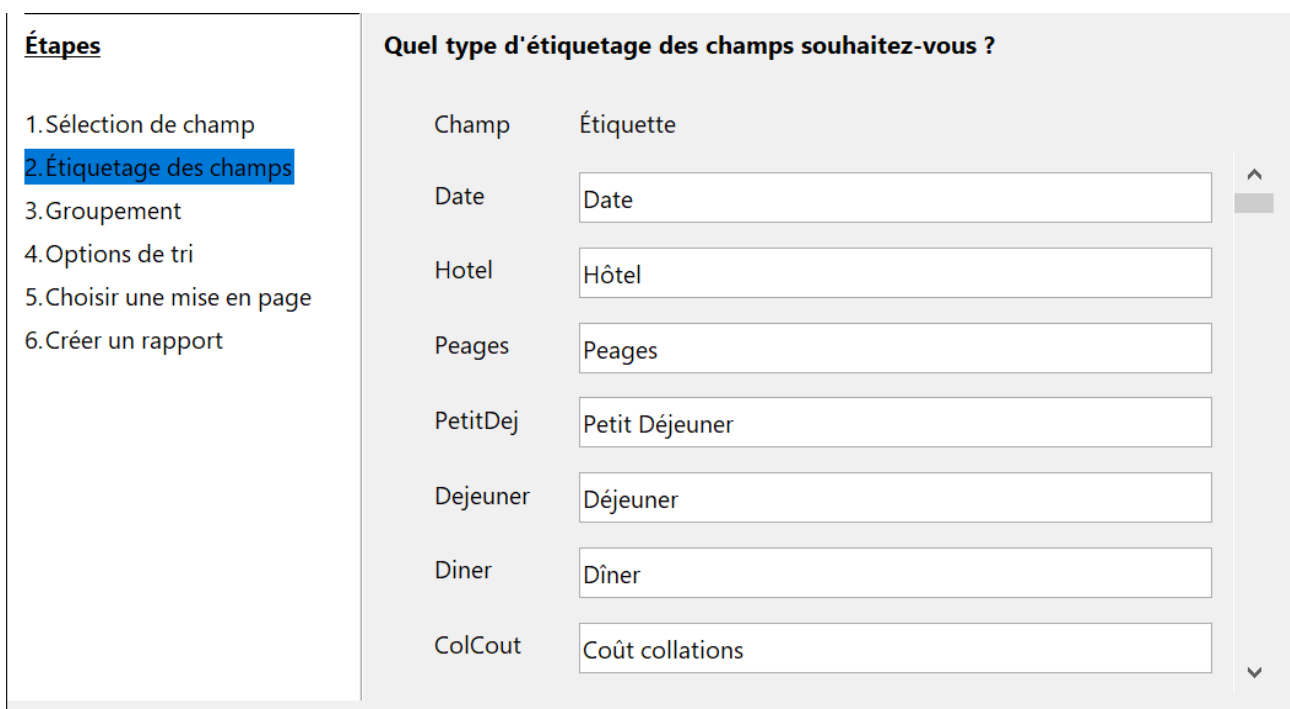 Étapes
1.Sélection de champ
2.Étiquetage des champs
3.Groupement
4.Options de tri
5.Choisir une mise en page
6.Créer un rapport
Quel type d'étiquetage des champs souhaitez-vous ?
Champ Étiquette
Date Date
Hotel Hôtel
Peages Peages
PetitDej Petit Déjeuner
Dejeuner Déjeuner
Diner Dîner
ColCout Coût collations